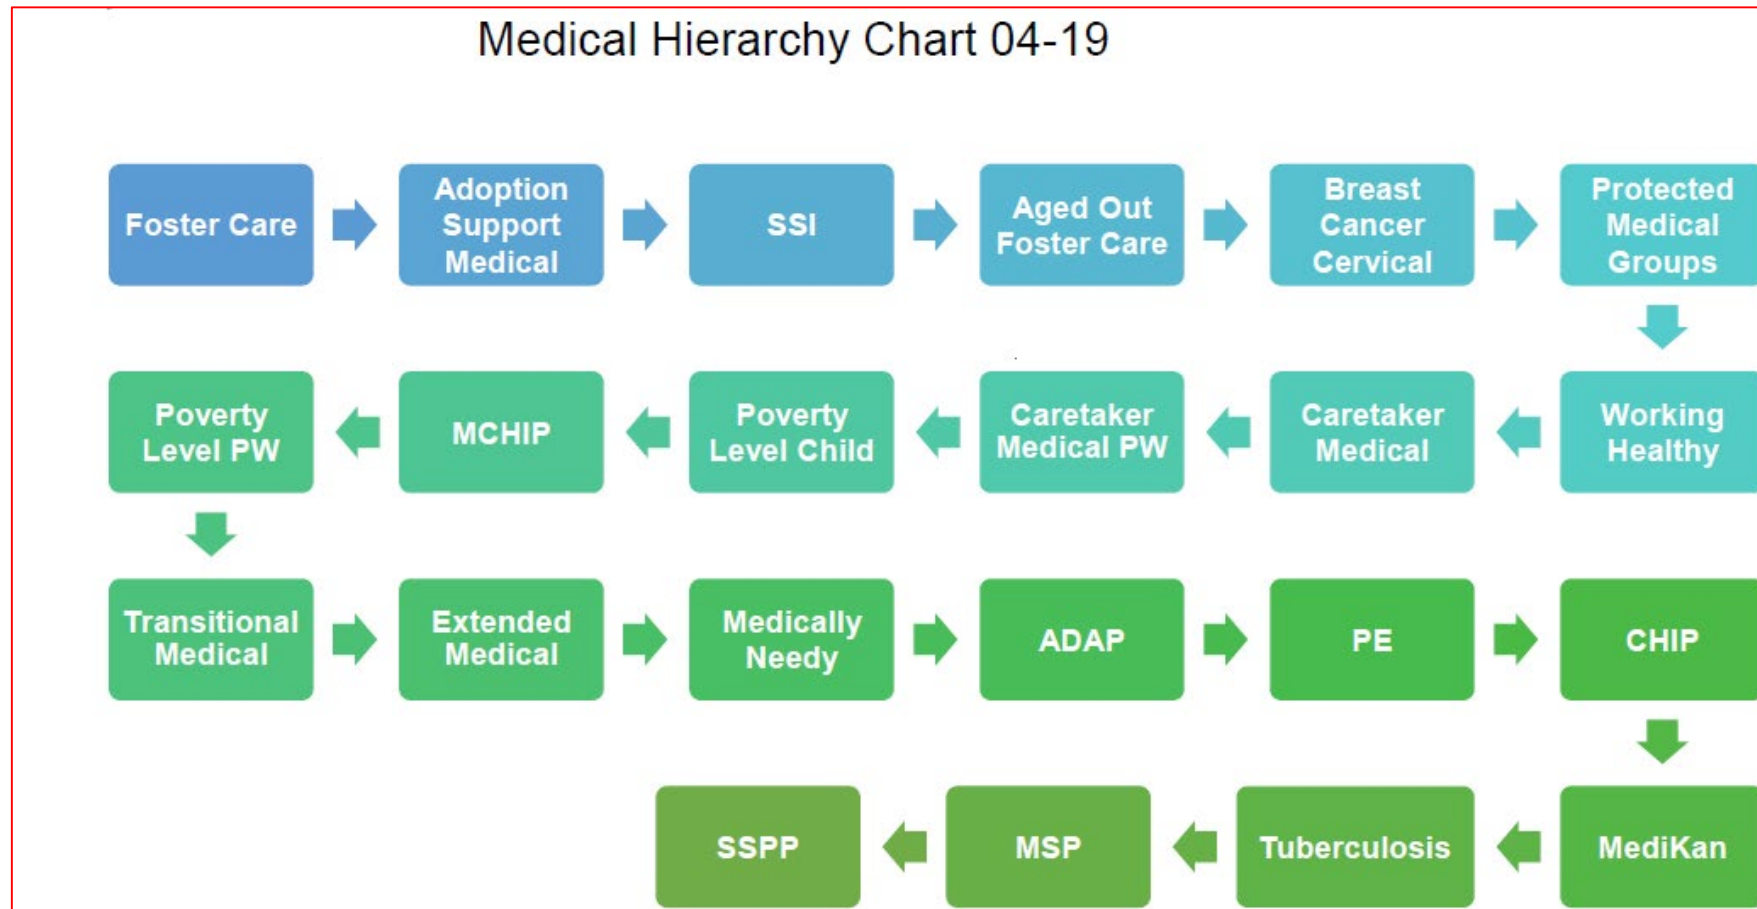 Medical Hierarchy Chart 04-19
Foster Care
Adoption
Support
Medical
SSI
Aged Out
Foster Care
Breast
Cancer
Cervical
Protected
Medical
Groups
Working
Healthy
Caretaker
Medical
Caretaker
Medical PW
Poverty
Level Child
MCHIP
Poverty
Level PW
Transitional
Medical
Extended
Medical
Medically
Needy
ADAP
PE
CHIP
MediKan
Tuberculosis
MSP
SSPP